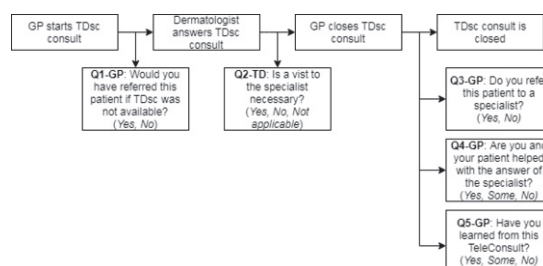 GP starts TDsc
consult
Dermatologist
answers TDsc
consult
GP closes TDsc
consult
TDsc consult is
closed
Q1-GP: Would you
have referred this
patient if TDsc was
not available?
(Yes, No)
Q2-TD: Is a vist to
the specialist
necessary?
(Yes, No, Not
applicable)
Q3-GP: Do you refe
this patient to a
specialist?
(Yes, No)
Q4-GP: Are you and
your patient helped
with the answer of
the specialist?
(Yes, Some, No)
Q5-GP: Have you
learned from this
TeleConsult?
(Yes, Some, No)